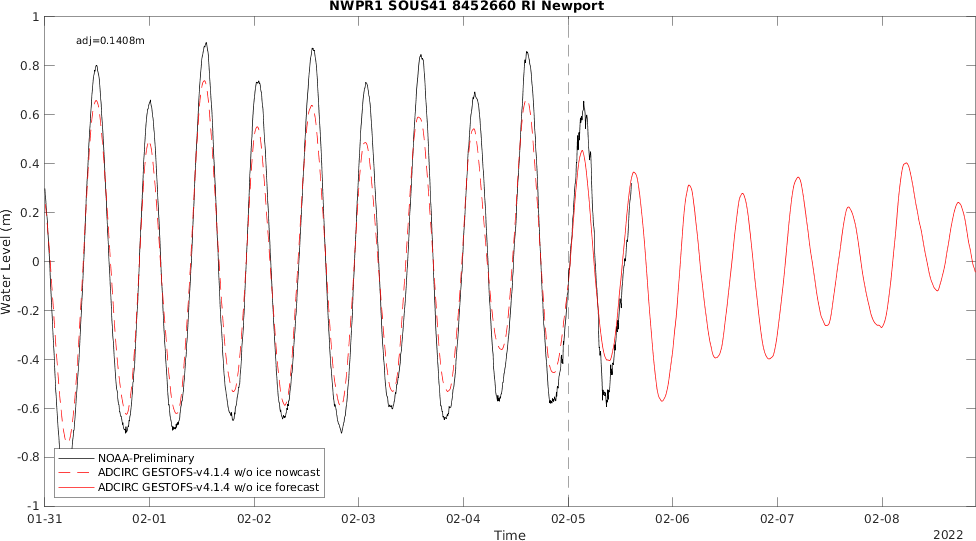 NWPR1 SOUS41 8452660 RI Newport
adj=0.1408m
1
0.8
0.6
0.4
0.2
0
-0.2
-0.4
-0.6
-0.8
-1
Water Level (m)
NOAA-Preliminary
ADCIRC GESTOFS-v4.1.4 w/o ice nowcast
ADCIRC GESTOFS-v4.1.4 w/o ice forecast
01-31 02-01 02-02 02-03 02-04 02-05 02-06 02-07 02-08
Time
2022